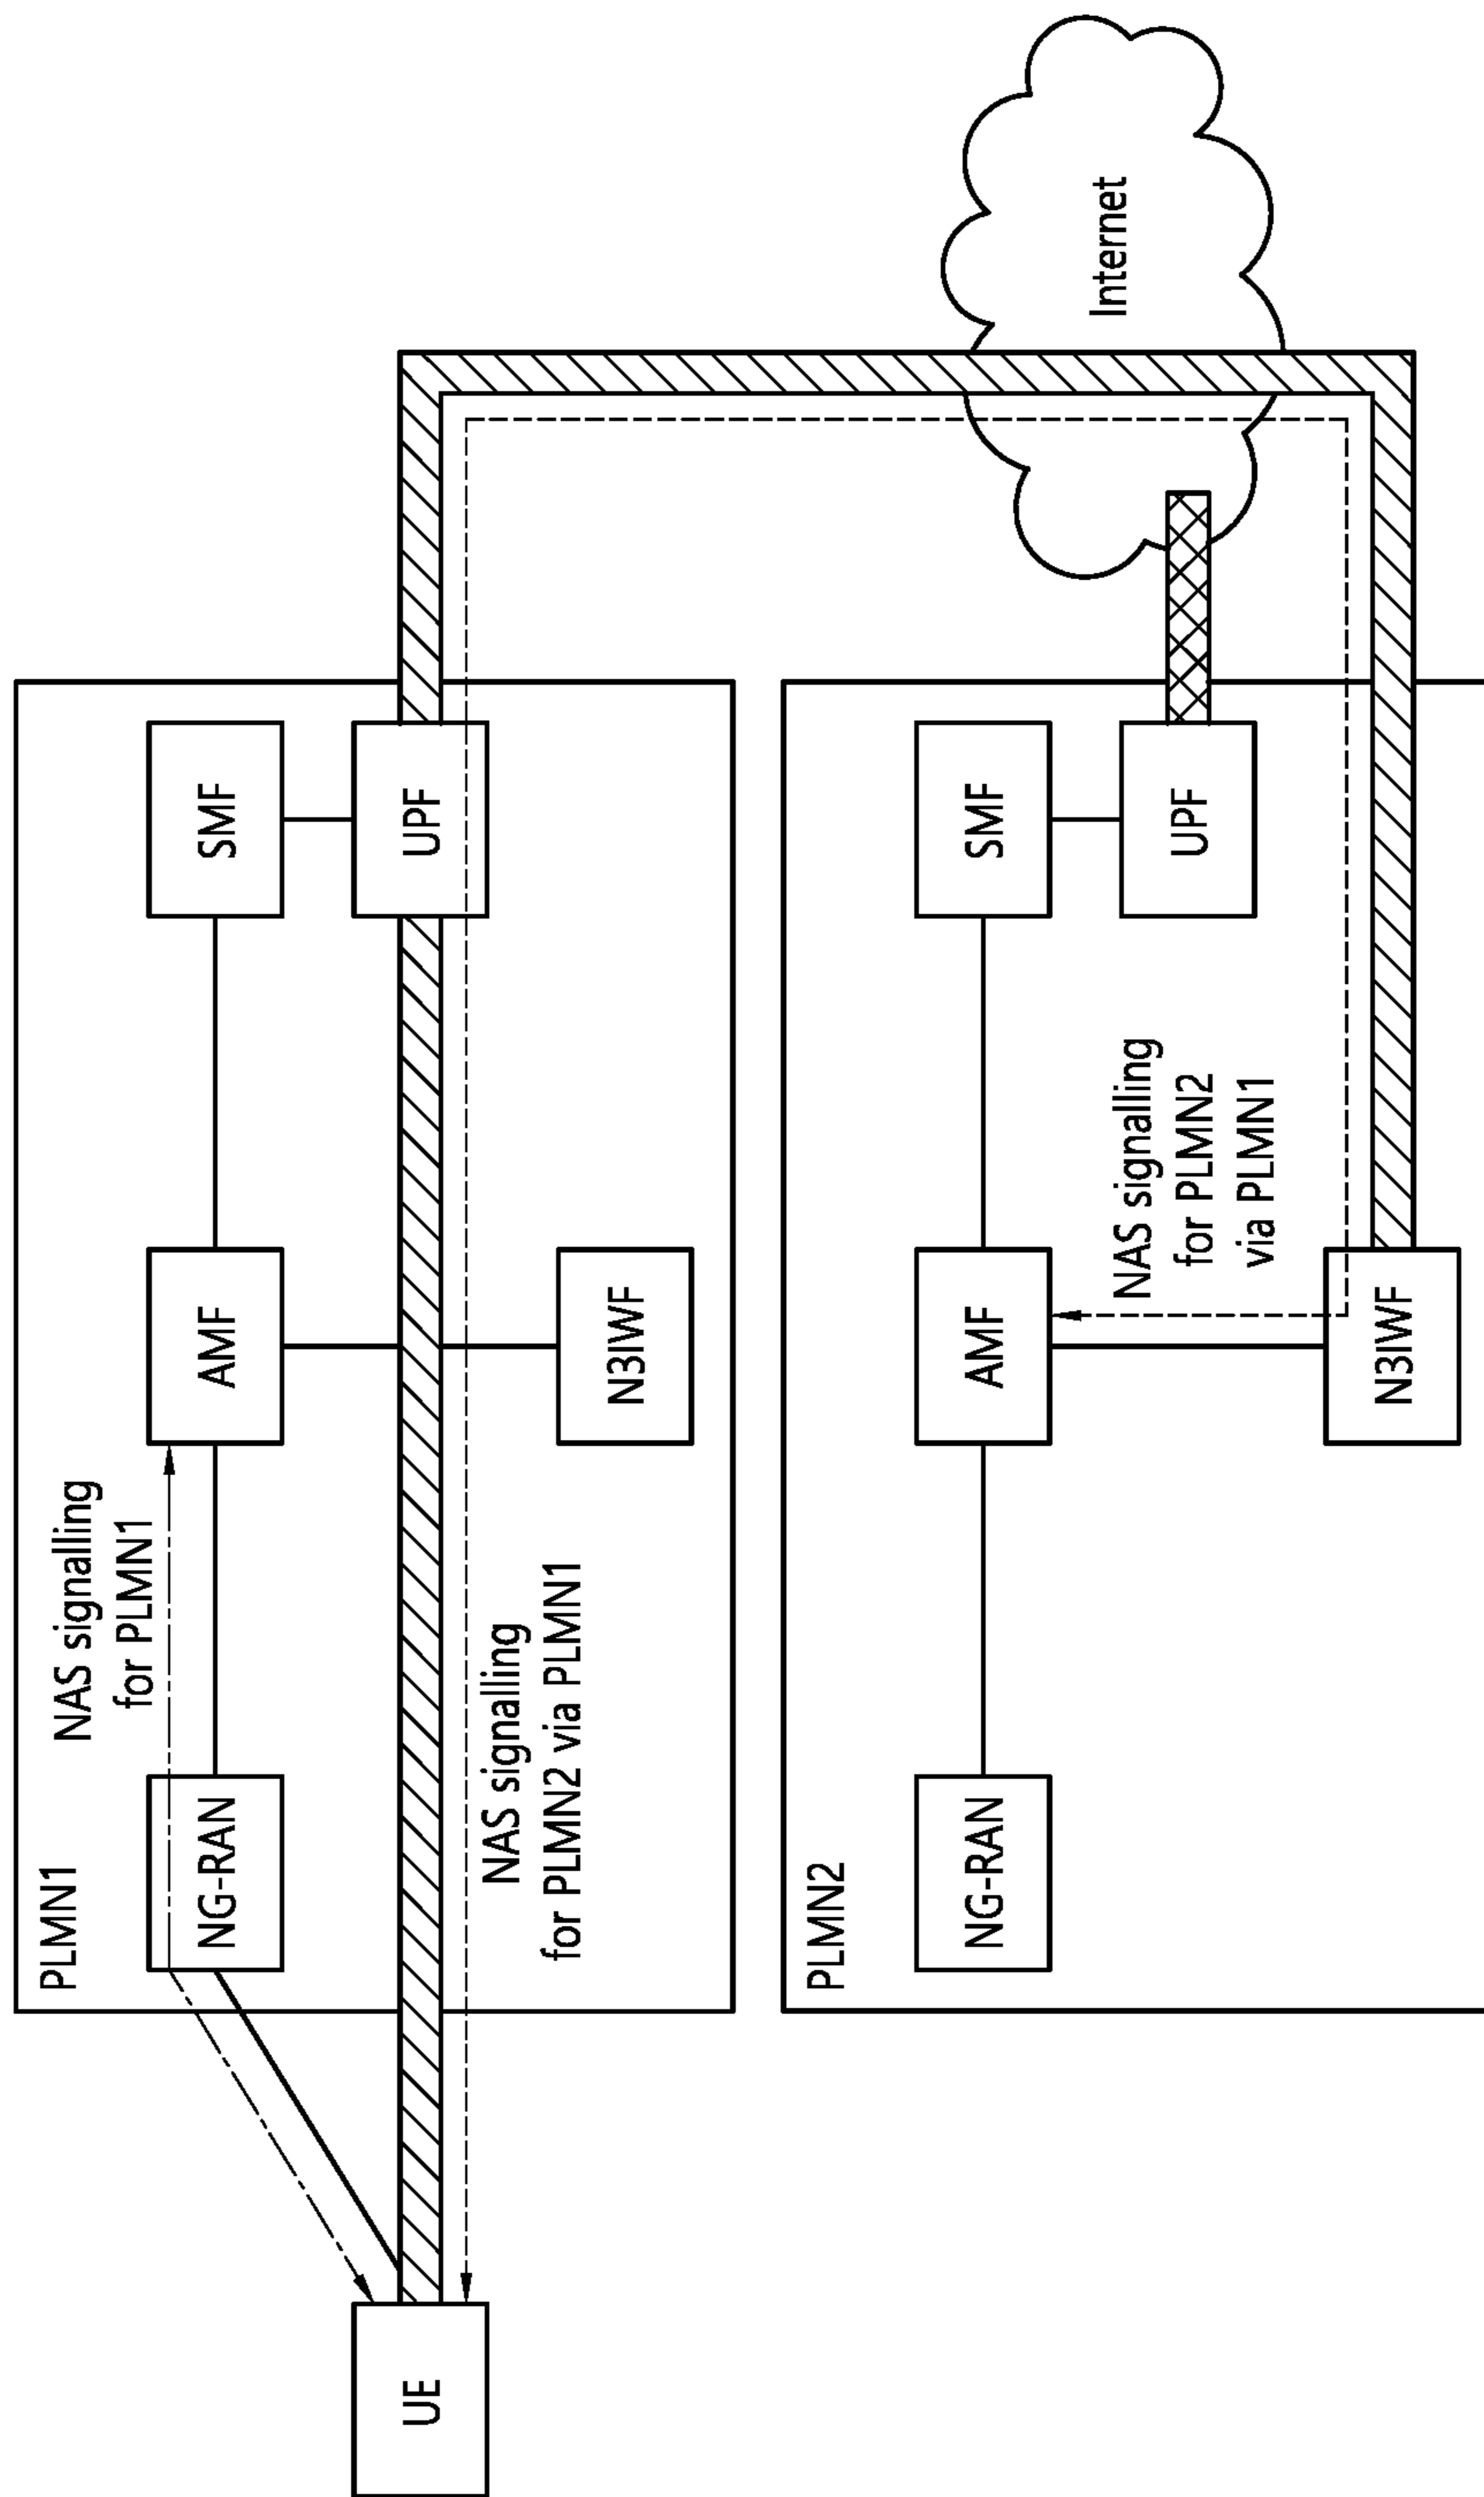 PLMN1
NAS signalling
for PLMN1
NG-RAN
AMF
SMF
UE
UPF
NAS signalling
for PLMN2 via PLMN1
N3IWF
PLMN2
NG-RAN
AMF
SMF
Internet
NAS signalling
for PLMN2
via PLMN1
UPF
N3IWF